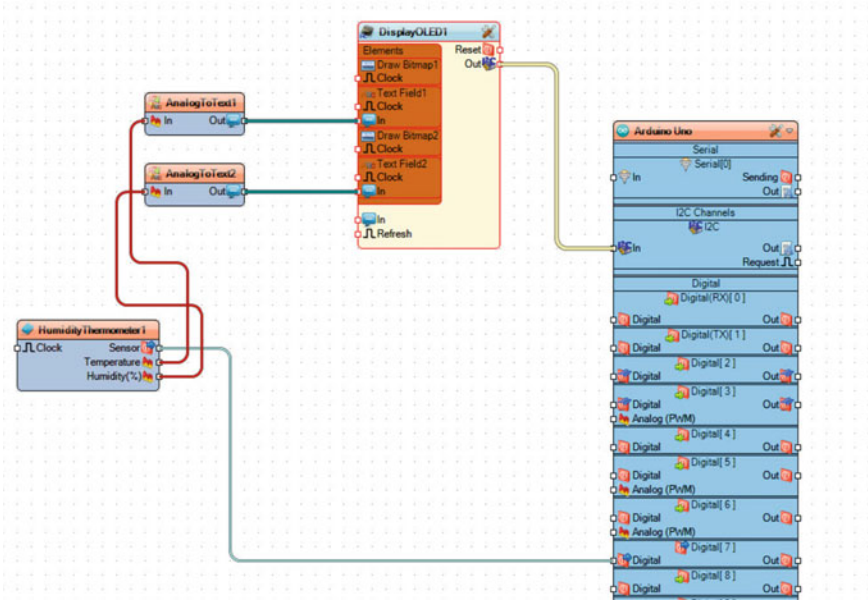 DisplayOLED1
Elements
Reset
Draw Bitmap1
Out
Clock
Text Field1
Clock
In
Draw Bitmap2
Clock
Text Field2
Clock
In
In
Refresh
AnalogToText1
In Out
AnalogToText2
In Out
HumidityThermometer1
Clock Sensor
Temperature
Humidity(%)
Arduino Uno
Serial
Serial[0]
In Sending
Out
I2C Channels
I2C
In Out
Request
Digital
Digital(RX)[ 0 ]
Digital Out
Digital(TX)[ 1 ]
Digital Out
Digital[ 2 ]
Digital Out
Digital[ 3 ]
Digital Out
Analog (PWM)
Digital[ 4 ]
Digital Out
Digital[ 5 ]
Digital Out
Analog (PWM)
Digital[ 6 ]
Digital Out
Analog (PWM)
Digital[ 7 ]
Digital Out
Digital[ 8 ]
Digital Out